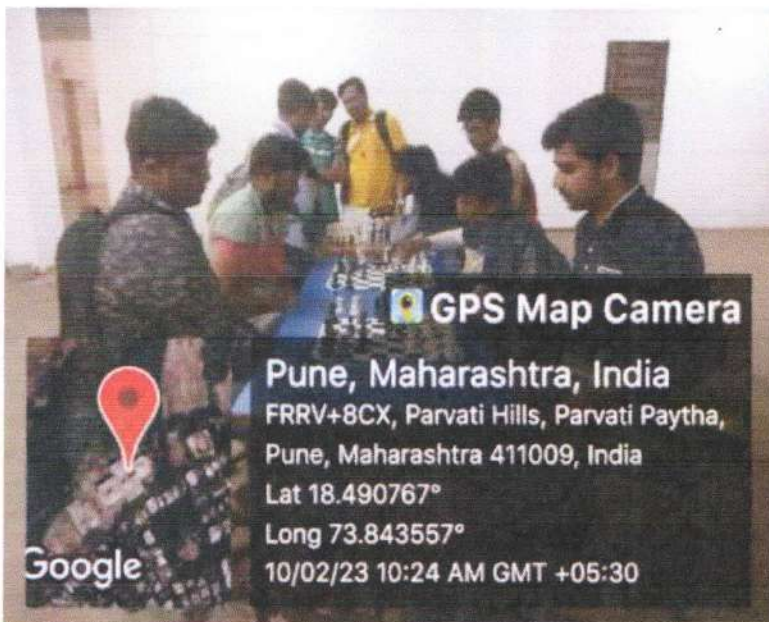 GPS Map Camera
Pune, Maharashtra, India
FRRV+8CX, Parvati Hills, Parvati Paytha,
Pune, Maharashtra 411009, India
Lat 18.490767°
Long 73.843557°
10/02/23 10:24 AM GMT +05:30
Google